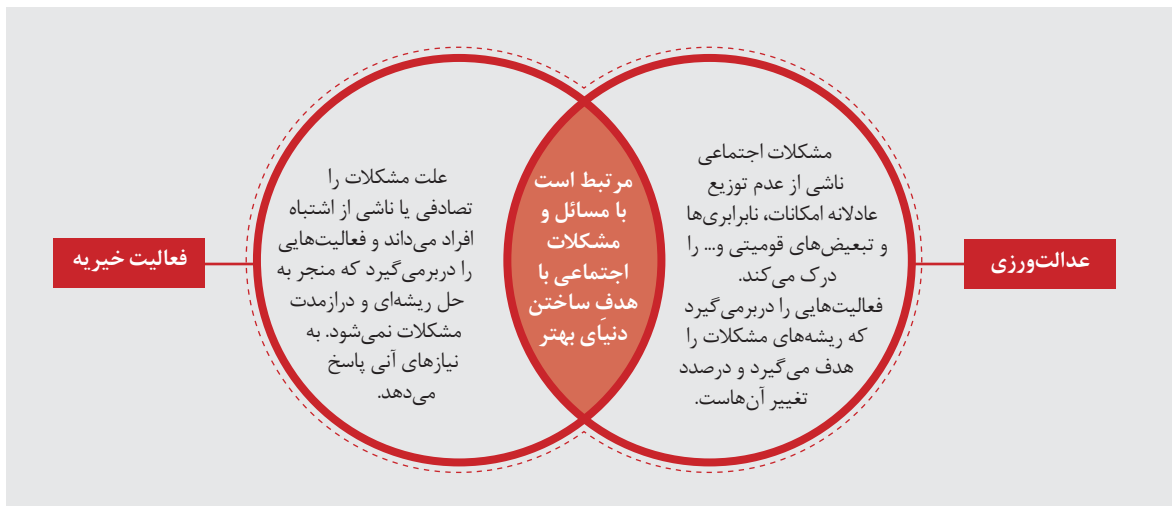 عدالت‌ورزی
مشکلات اجتماعی
ناشی از عدم توزیع
عادلانه امکانات، نابرابری‌ها
و تبعیض‌های قومیتی و... را
درک می‌کند.
فعالیت‌هایی را دربرمی‌گیرد
که ریشه‌های مشکلات را
هدف می‌گیرد و درصدد
تغییر آن‌هاست.
مرتبط است
با مسائل و
مشکلات
اجتماعی با
هدفِ ساختن
دنیای بهتر
علت مشکلات را
تصادفی یا ناشی از اشتباه
افراد می‌داند و فعالیت‌هایی
را دربرمی‌گیرد که منجر به
حل ریشه‌ای و درازمدت
مشکلات نمی‌شود. به
نیازهای آنی پاسخ
می‌دهد.
فعالیت خیریه